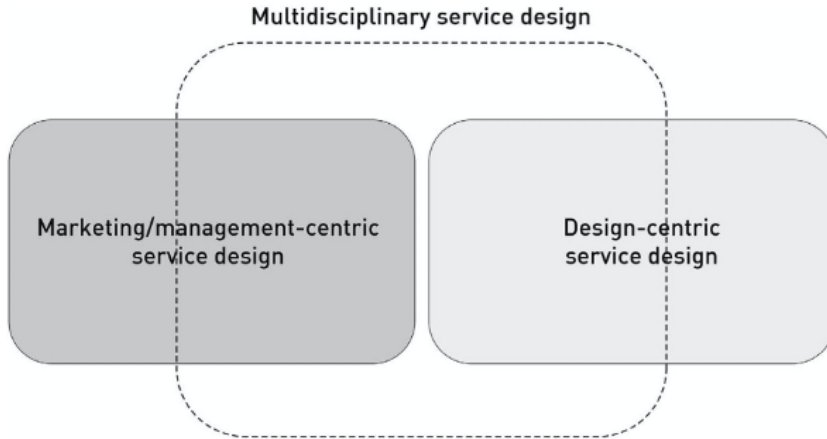 Multidisciplinary service design
Marketing/management-centric
service design
Design-centric
service design